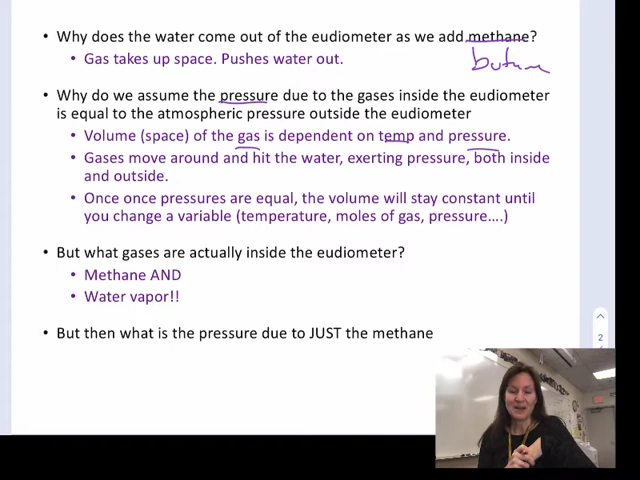 • Why does the water come out of the eudiometer as we add methane?
• Gas takes up space. Pushes water out.
butane
• Why do we assume the pressure due to the gases inside the eudiometer
is equal to the atmospheric pressure outside the eudiometer
• Volume (space) of the gas is dependent on temp and pressure.
• Gases move around and hit the water, exerting pressure, both inside
and outside.
• Once once pressures are equal, the volume will stay constant until
you change a variable (temperature, moles of gas, pressure....)
• But what gases are actually inside the eudiometer?
• Methane AND
• Water vapor!!
• But then what is the pressure due to JUST the methane
2